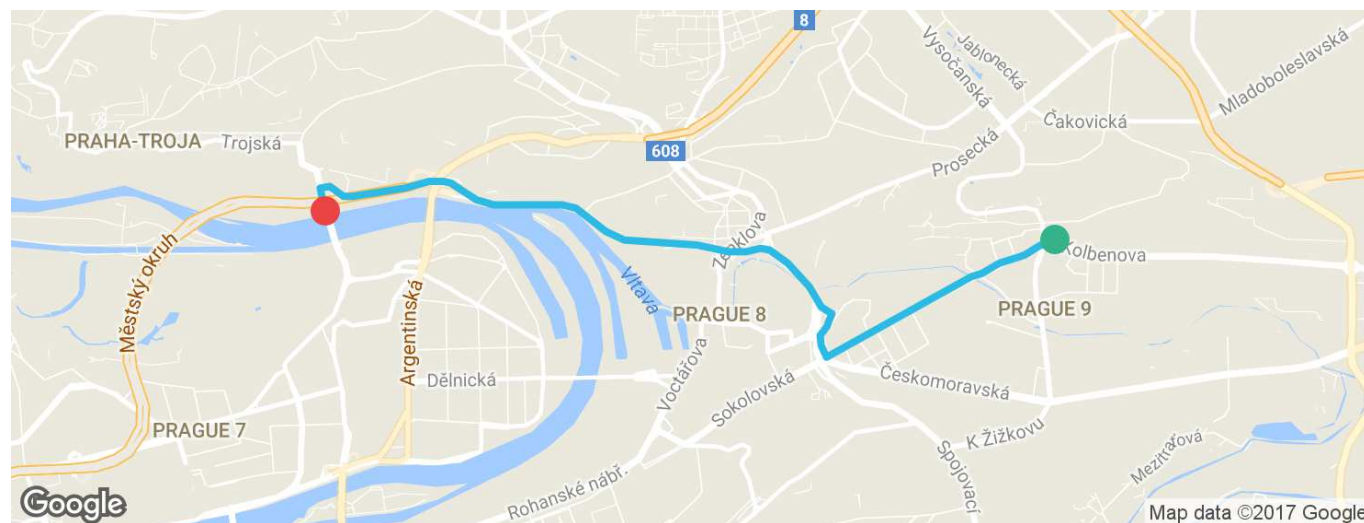 8
Vysočanská
Jablonecká
Mladoboleslavská
Čakovická
PRAHA-TROJA
Trojská
608
Prosecká
Zenklova
Kolbenova
Městský okruh
Argentinská
Vltava
PRAGUE 8
PRAGUE 9
Dělnická
Voctářova
Sokolovská
Českomoravská
PRAGUE 7
K Žižkovu
Mezitraťová
Spojovací
Rohanské nábř.
Google
Map data ©2017 Google